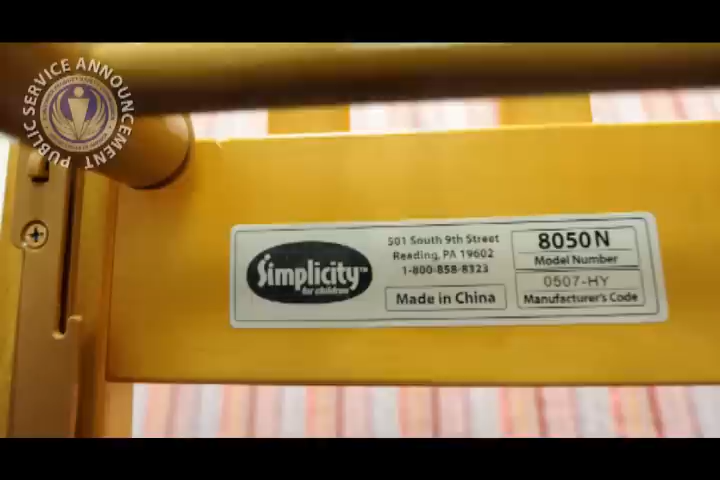 PUBLIC SERVICE ANNOUNCEMENT
Simplicity™
for children
501 South 9th Street
Reading, PA 19602
1-800-858-8323
Made in China
8050N
Model Number
0507-HY
Manufacturer's Code